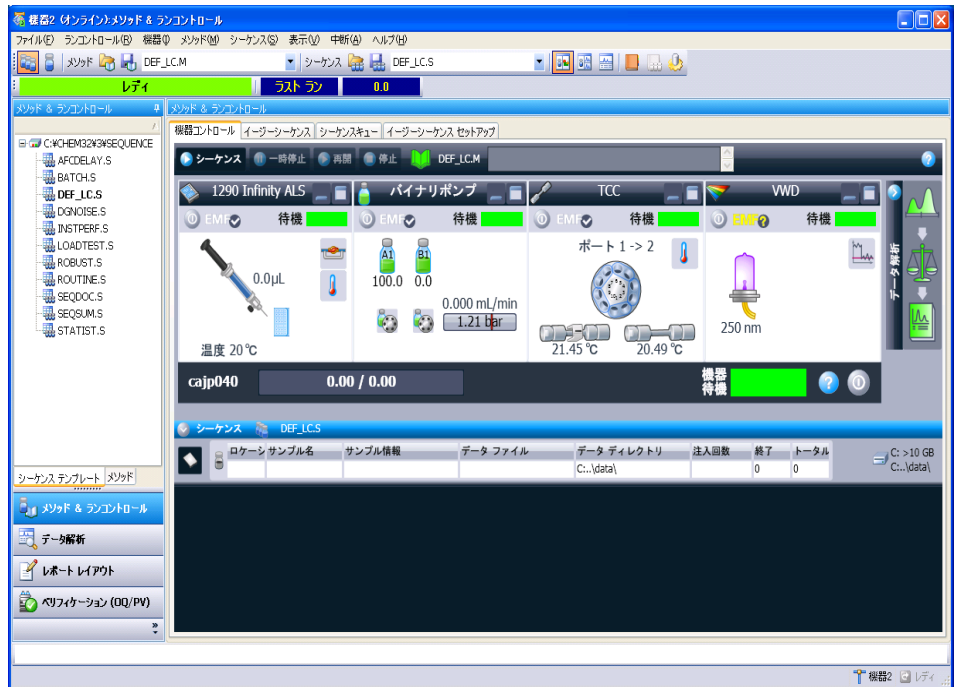 機器2 (オンライン):メソッド & ランコントロール
ファイル(F) ランコントロール(R) 機器(I) メソッド(M) シーケンス(S) 表示(V) 中断(A) ヘルプ(H)
メソッド DEF_LC.M シーケンス DEF_LC.S
レディ ラスト ラン 0.0
メソッド & ランコントロール メソッド & ランコントロール
機器コントロール イージーシーケンス シーケンスキュー イージーシーケンス セットアップ
C:¥CHEM32¥3¥SEQUENCE
AFCDELAY.S
BATCH.S
DEF_LC.S
DGNOISE.S
INSTPERF.S
LOADTEST.S
ROBUST.S
ROUTINE.S
SEQDOC.S
SEQSUM.S
STATIST.S
シーケンス テンプレート メソッド
メソッド & ランコントロール
データ解析
レポート レイアウト
ベリフィケーション (OQ/PV)
シーケンス 一時停止 再開 停止 DEF_LC.M
1290 Infinity ALS バイナリポンプ TCC VWD
EMF 待機 EMF 待機 EMF 待機 EMF 待機
0.0µL
温度 20 °C
A1 B1
100.0 0.0
0.000 mL/min
1.21 bar
ポート 1 -> 2
21.45 °C 20.49 °C
250 nm
データ解析
cajp040 0.00 / 0.00 機器
待機
シーケンス DEF_LC.S
ロケーシ サンプル名 サンプル情報 データ ファイル データ ディレクトリ 注入回数 終了 トータル
C:..\data\ 0 0
C: >10 GB
C:..\data\
機器2 レディ